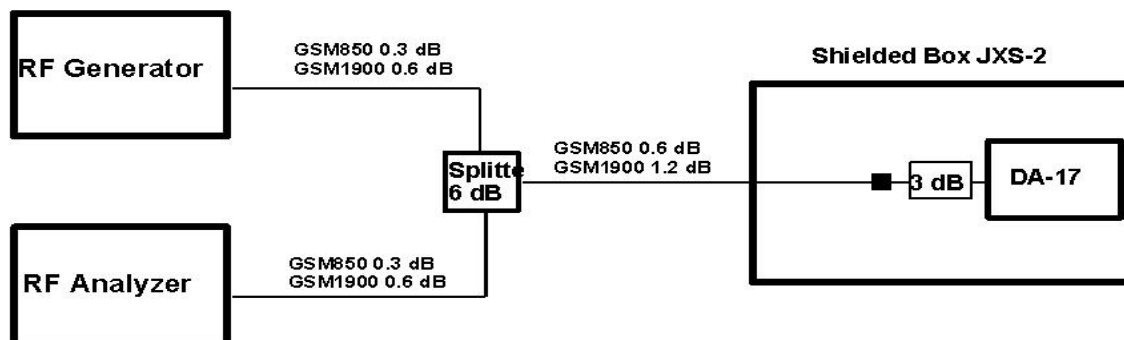 RF Generator
GSM850 0.3 dB
GSM1900 0.6 dB
Shielded Box JXS-2
Splitte
6 dB
GSM850 0.6 dB
GSM1900 1.2 dB
3 dB
DA-17
RF Analyzer
GSM850 0.3 dB
GSM1900 0.6 dB